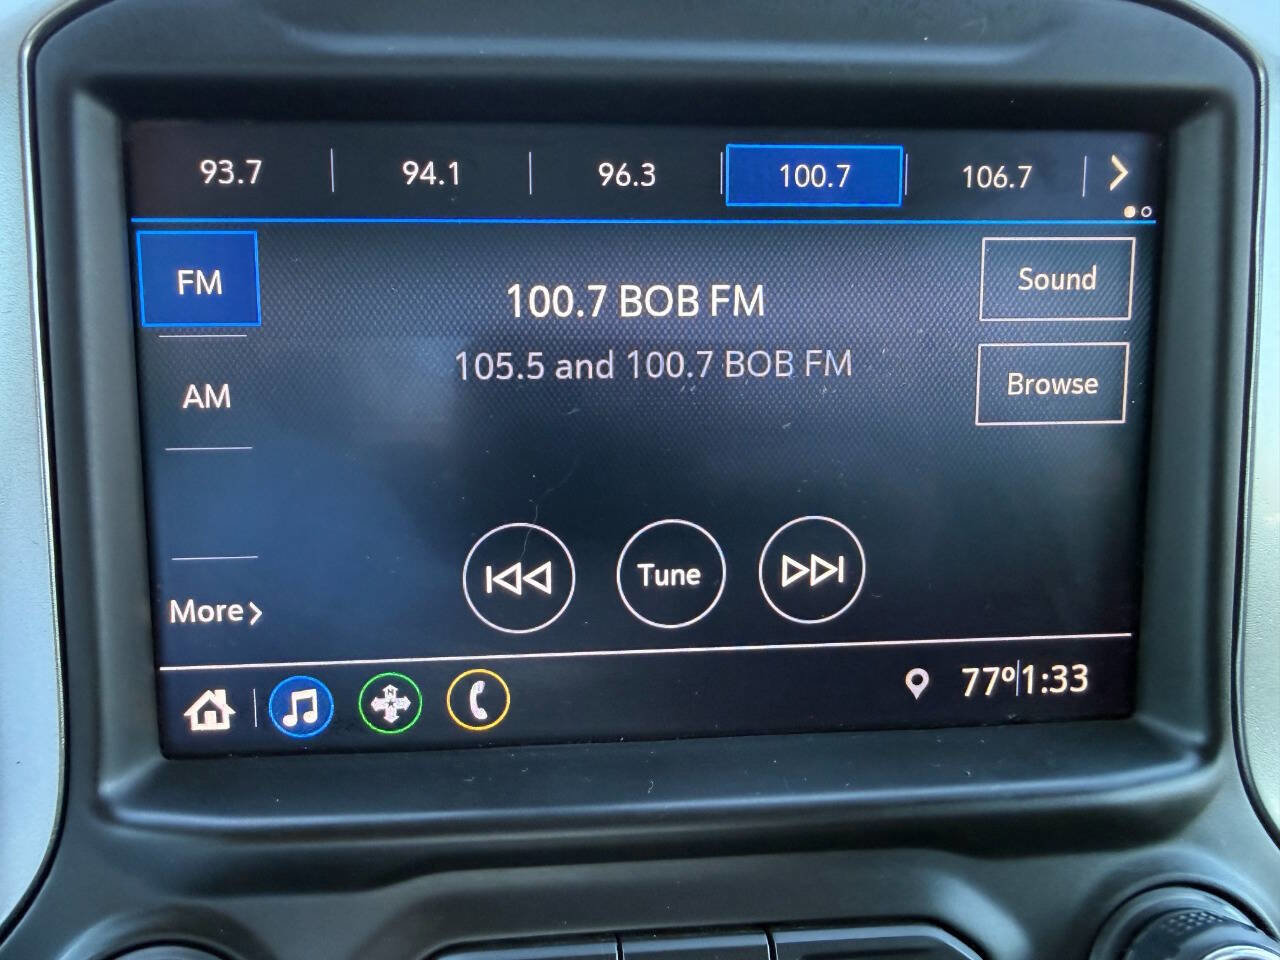 93.7 94.1 96.3 100.7 106.7
FM
100.7 BOB FM
Sound
105.5 and 100.7 BOB FM
AM
Browse
Tune
More
N
77° 1:33